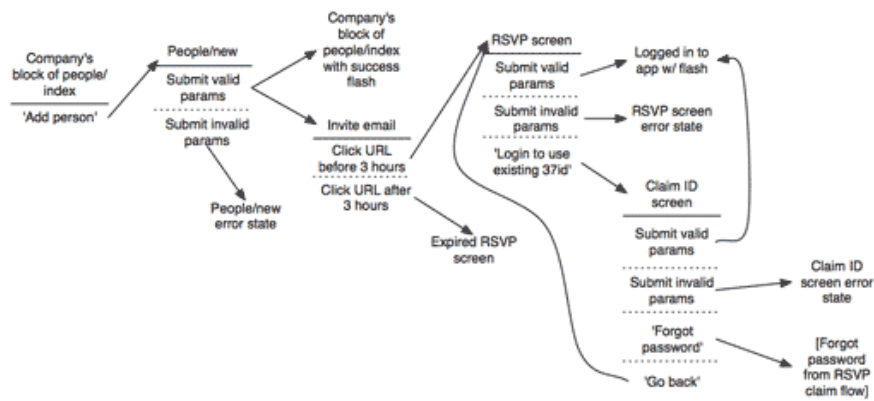 Company's
block of people/
index
'Add person'
People/new
Submit valid
params
Submit invalid
params
People/new
error state
Company's
block of
people/index
with success
flash
Invite email
Click URL
before 3 hours
Click URL after
3 hours
Expired RSVP
screen
RSVP screen
Submit valid
params
Submit invalid
params
'Login to use
existing 37id'
Logged in to
app w/ flash
RSVP screen
error state
Claim ID
screen
Submit valid
params
Submit invalid
params
'Forgot
password'
'Go back'
Claim ID
screen error
state
[Forgot
password
from RSVP
claim flow]